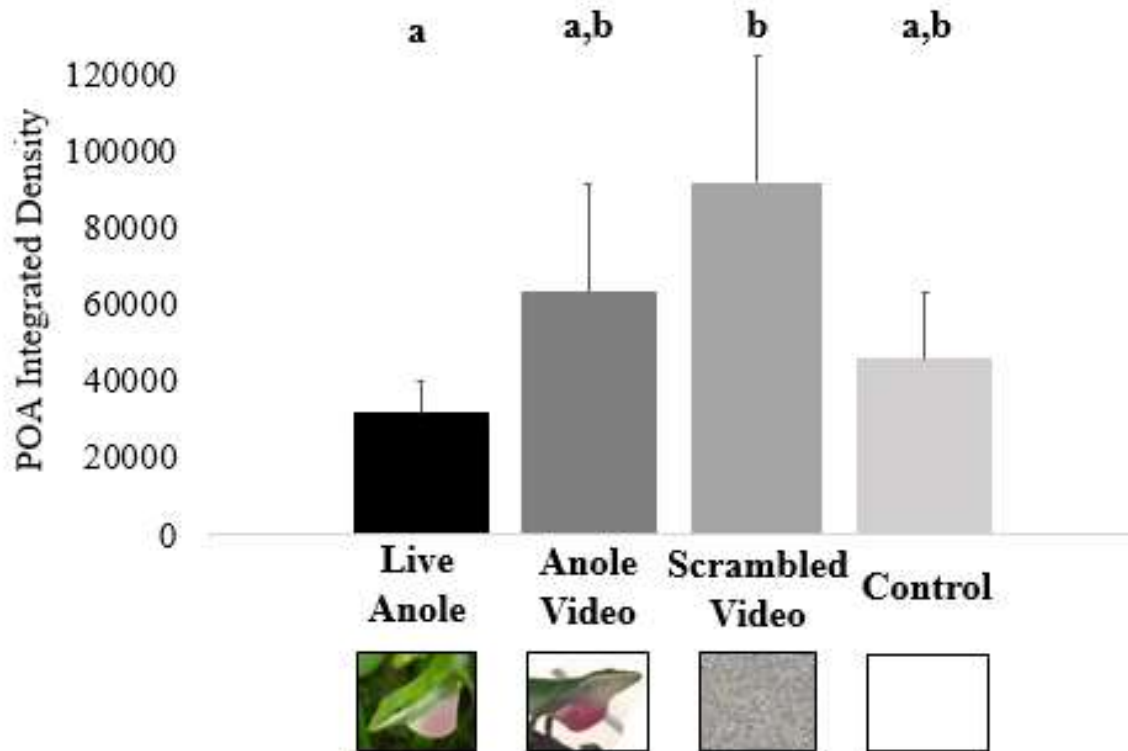 a a,b b a,b
120000
100000
80000
60000
40000
20000
0
POA Integrated Density
Live Anole
Anole Video
Scrambled Video
Control